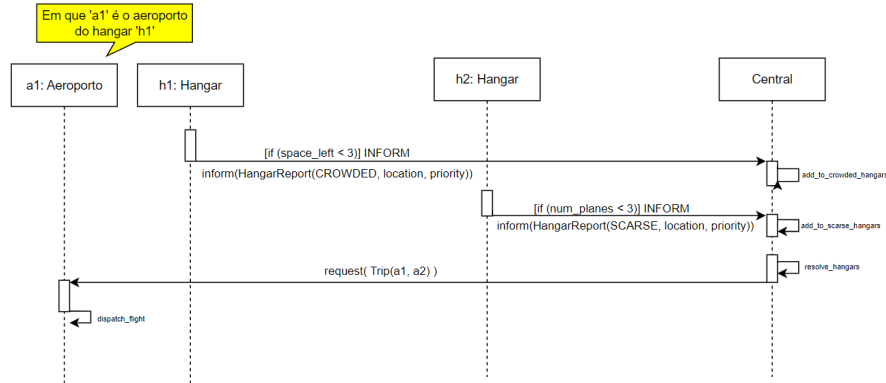 Em que 'a1' é o aeroporto
do hangar 'h1'
a1: Aeroporto
h1: Hangar
h2: Hangar
Central
[if (space_left < 3)] INFORM
inform(HangarReport(CROWDED, location, priority))
add_to_crowded_hangars
[if (num_planes < 3)] INFORM
inform(HangarReport(SCARSE, location, priority))
add_to_scarse_hangars
resolve_hangars
request( Trip(a1, a2) )
dispatch_flight